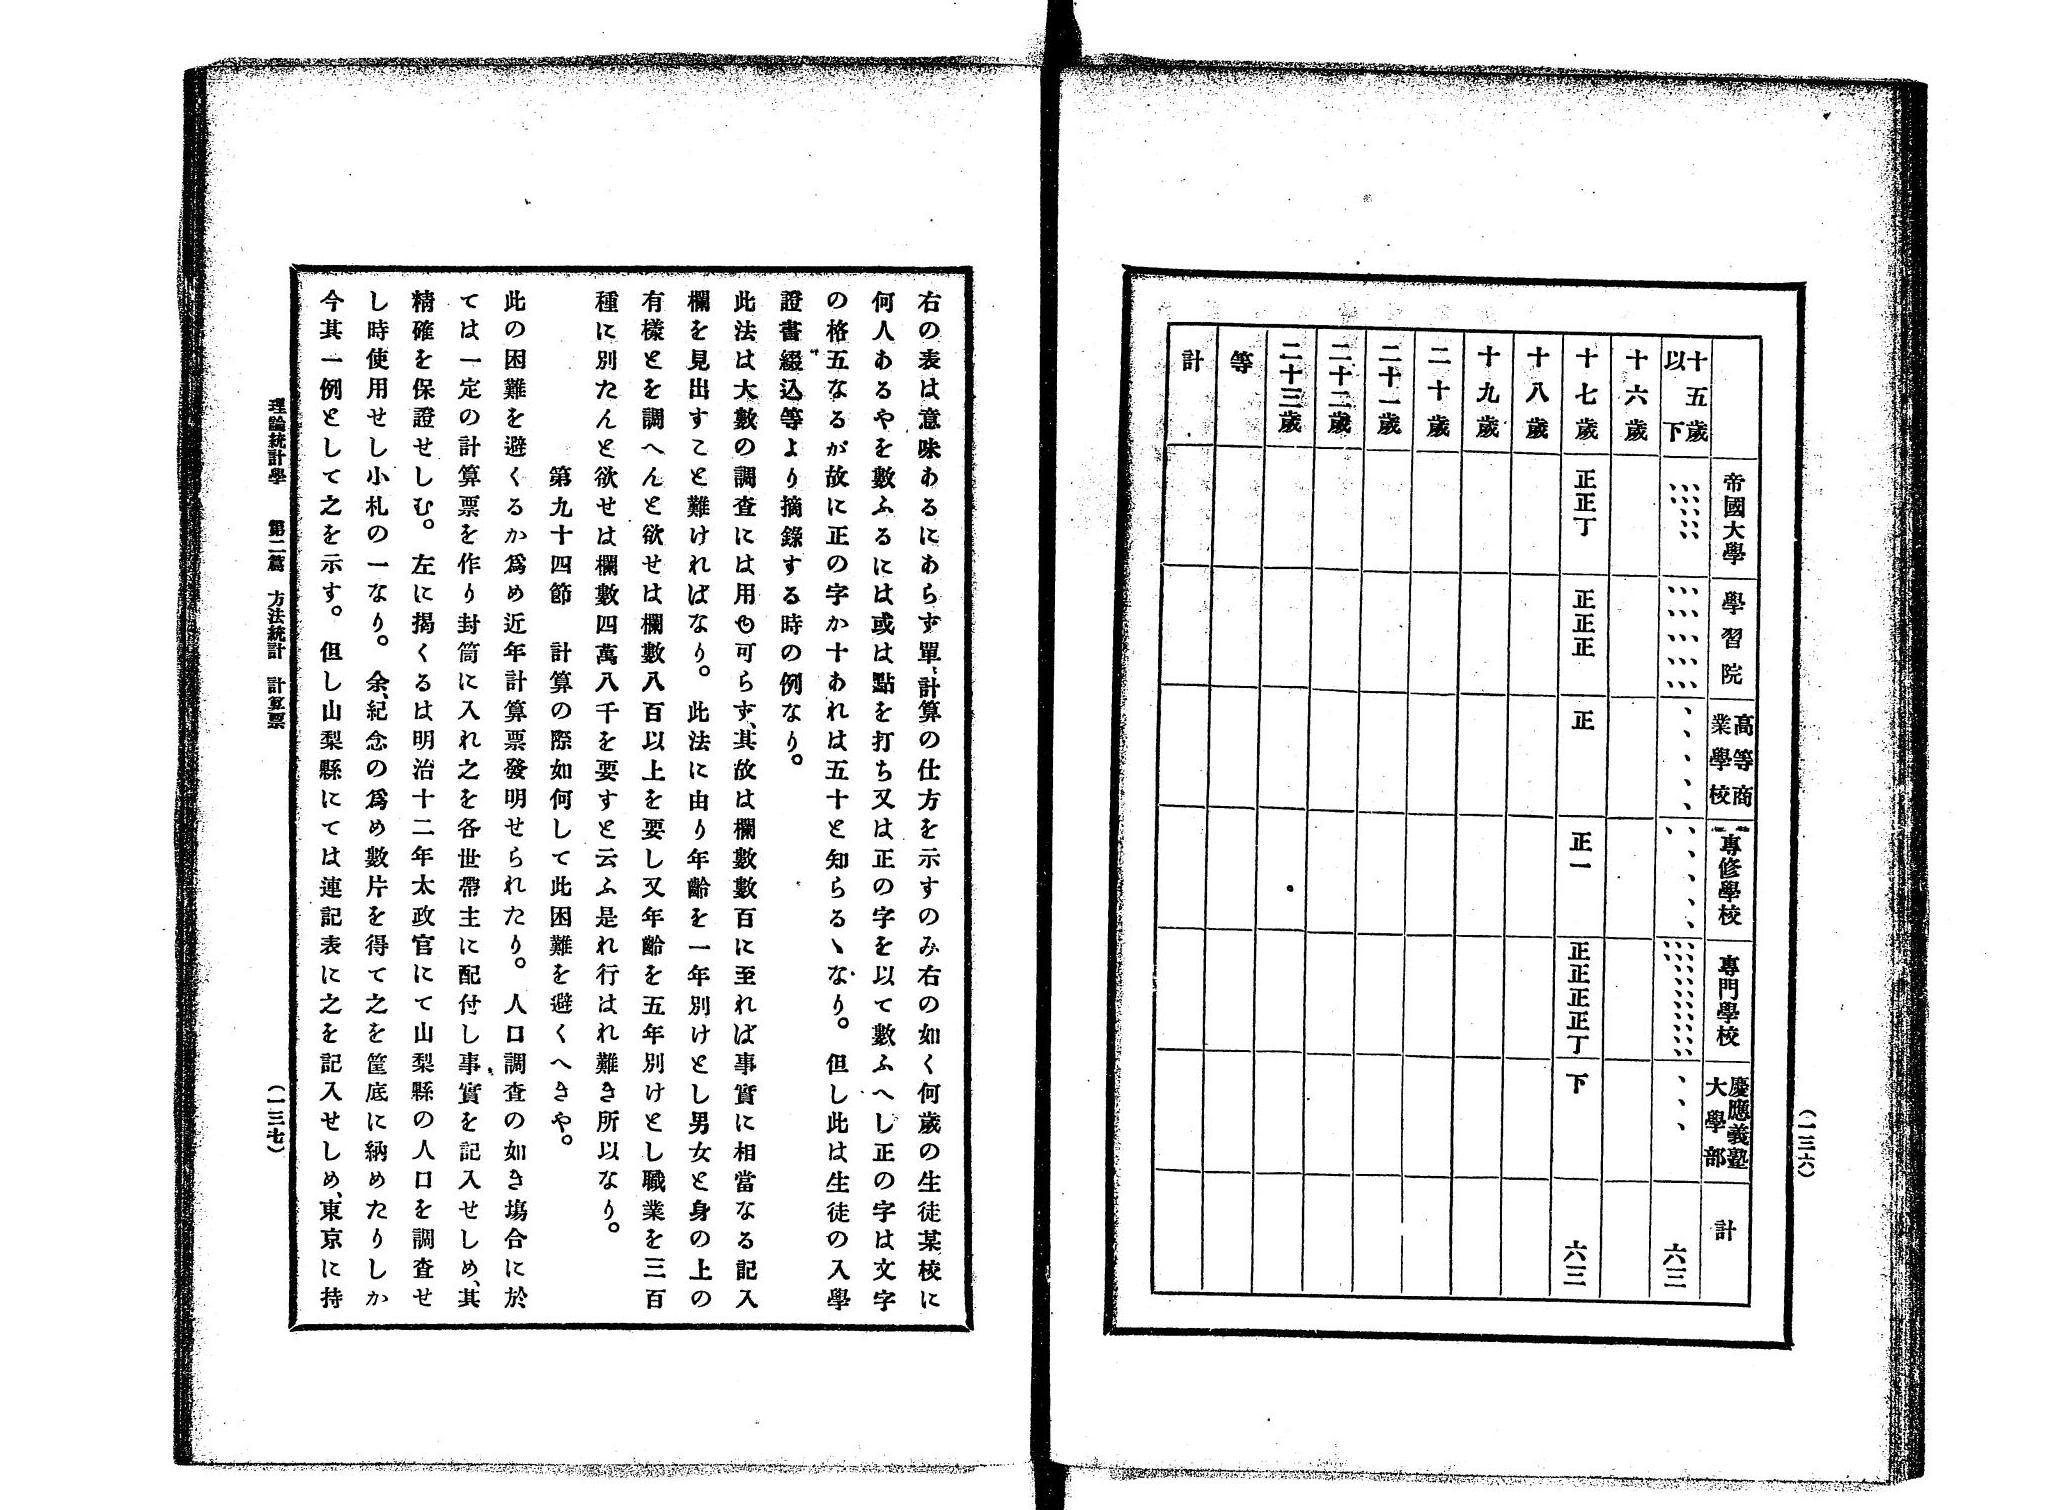 （一三六）
帝國大學
學習院
高等商業學校
專修學校
專門學校
慶應義塾大學部
計
十五歲以下
、、、、、、、、、
、、、、、、、、、、
、、、、、
、、、、、
、、、、、、、、、、、
、、、
六三
十六歲
十七歲
正正丁
正正正
正
正一
正正正正丁
下
六三
十八歲
十九歲
二十歲
二十一歲
二十二歲
二十三歲
等
計
右の表は意味あるにあらず單、計算の仕方を示すのみ右の如く何歲の生徒某校に
何人あるやを數ふるには或は點を打ち又は正の字を以て數ふへし正の字は文字
の格五なるが故に正の字か十あれは五十と知らるヽなり。但し此は生徒の入學
證書綴込等より摘錄する時の例なり。
此法は大數の調査には用ゆ可らず、其故は欄數數百に至れば事實に相當なる記入
欄を見出すこと難ければなり。此法に由り年齡を一年別けとし男女と身の上の
有樣とを調へんと欲せは欄數八百以上を要し又年齡を五年別けとし職業を三百
種に別たんと欲せは欄數四萬八千を要すと云ふ是れ行はれ難き所以なり。
第九十四節　計算の際如何して此困難を避くへきや。
此の困難を避くるか爲め近年計算票發明せられたり。人口調査の如き塲合に於
ては一定の計算票を作り封筒に入れ之を各世帶主に配付し事實を記入せしめ、其
精確を保證せしむ。左に揭くるは明治十二年太政官にて山梨縣の人口を調査せ
し時使用せし小札の一なり。余、紀念の爲め數片を得て之を筐底に納めたりしか
今其一例として之を示す。但し山梨縣にては連記表に之を記入せしめ、東京に持
理論統計學　第二篇　方法統計　計算票
（一三七）